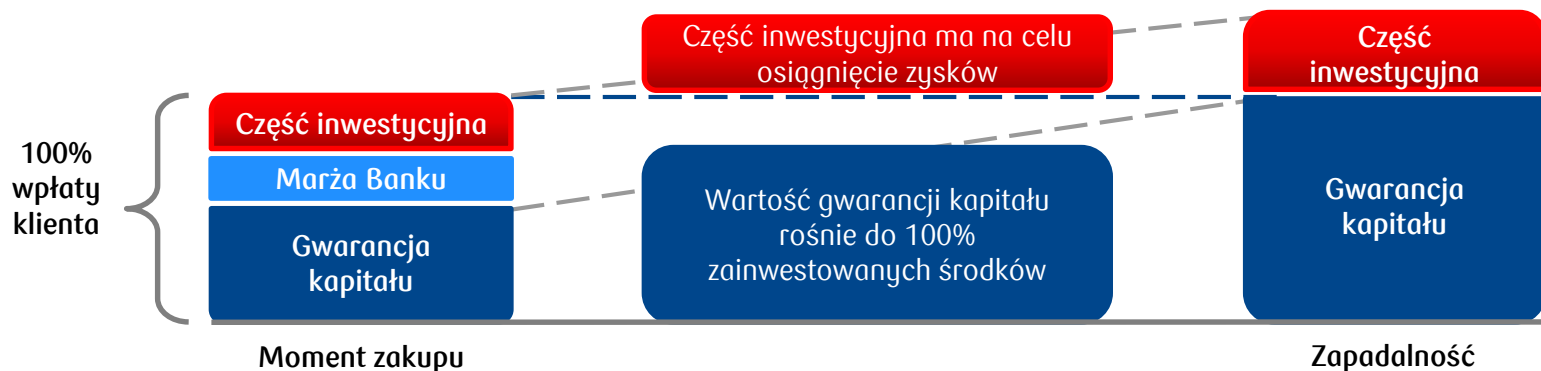 100%
wpłaty
klienta
Część inwestycyjna
Marża Banku
Gwarancja
kapitału
Moment zakupu
Część inwestycyjna ma na celu
osiągnięcie zysków
Wartość gwarancji kapitału
rośnie do 100%
zainwestowanych środków
Część
inwestycyjna
Gwarancja
kapitału
Zapadalność